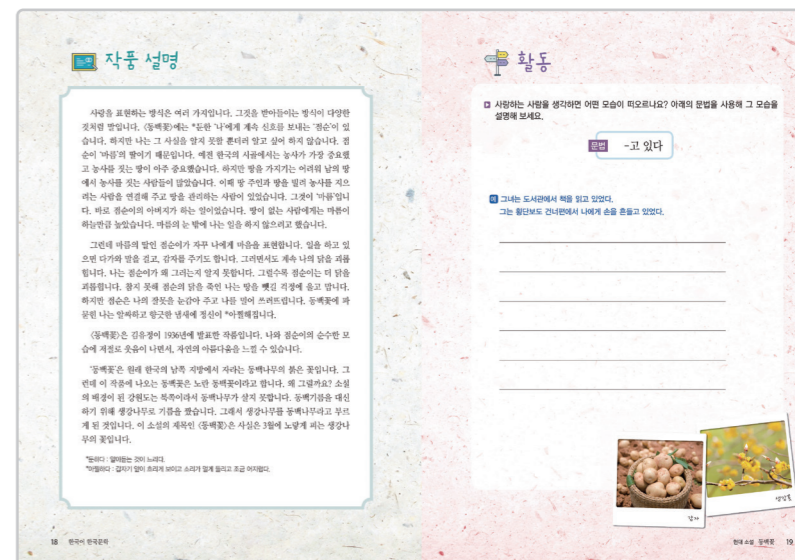 작품 설명
사랑을 표현하는 방식은 여러 가지입니다. 그것을 받아들이는 방식이 다양한
것처럼 말입니다. 〈동백꽃〉에는 *둔한 '나'에게 계속 신호를 보내는 '점순'이 있
습니다. 하지만 나는 그 사실을 알지 못할 뿐더러 알고 싶어 하지 않습니다. 점
순이 '마름'의 딸이기 때문입니다. 예전 한국의 시골에서는 농사가 가장 중요했
고 농사를 짓는 땅이 아주 중요했습니다. 하지만 땅을 가지기는 어려워 남의 땅
에서 농사를 짓는 사람들이 많았습니다. 이때 땅 주인과 땅을 빌려 농사를 지으
려는 사람을 연결해 주고 땅을 관리하는 사람이 있었습니다. 그것이 '마름'입니
다. 바로 점순이의 아버지가 하는 일이었습니다. 땅이 없는 사람에게는 마름이
하늘만큼 높았습니다. 마름의 눈 밖에 나는 일을 하지 않으려고 했습니다.
그런데 마름의 딸인 점순이가 자꾸 나에게 마음을 표현합니다. 일을 하고 있
으면 다가와 말을 걸고, 감자를 주기도 합니다. 그러면서도 계속 나의 닭을 괴롭
힙니다. 나는 점순이가 왜 그러는지 알지 못합니다. 그럴수록 점순이는 더 닭을
괴롭힙니다. 참지 못해 점순의 닭을 죽인 나는 땅을 뺏길 걱정에 울고 맙니다.
하지만 점순은 나의 잘못을 눈감아 주고 나를 밀어 쓰러뜨립니다. 동백꽃에 파
묻힌 나는 알싸하고 향긋한 냄새에 정신이 *아찔해집니다.
〈동백꽃〉은 김유정이 1936년에 발표한 작품입니다. 나와 점순이의 순수한 모
습에 저절로 웃음이 나면서, 자연의 아름다움을 느낄 수 있습니다.
'동백꽃'은 원래 한국의 남쪽 지방에서 자라는 동백나무의 붉은 꽃입니다. 그
런데 이 작품에 나오는 동백꽃은 노란 동백꽃이라고 합니다. 왜 그럴까요? 소설
의 배경이 된 강원도는 북쪽이라서 동백나무가 살지 못합니다. 동백기름을 대신
하기 위해 생강나무로 기름을 짰습니다. 그래서 생강나무를 동백나무라고 부르
게 된 것입니다. 이 소설의 제목인 〈동백꽃〉은 사실은 3월에 노랗게 피는 생강나
무의 꽃입니다.
*둔하다 : 알아듣는 것이 느리다.
*아찔하다 : 갑자기 앞이 흐리게 보이고 소리가 멀게 들리고 조금 어지럽다.
18 한국어 한국문화
활동
사랑하는 사람을 생각하면 어떤 모습이 떠오르나요? 아래의 문법을 사용해 그 모습을
설명해 보세요.
문법 -고 있다
예 그녀는 도서관에서 책을 읽고 있었다.
그는 횡단보도 건너편에서 나에게 손을 흔들고 있었다.
감자
생강꽃
현대 소설 동백꽃 19